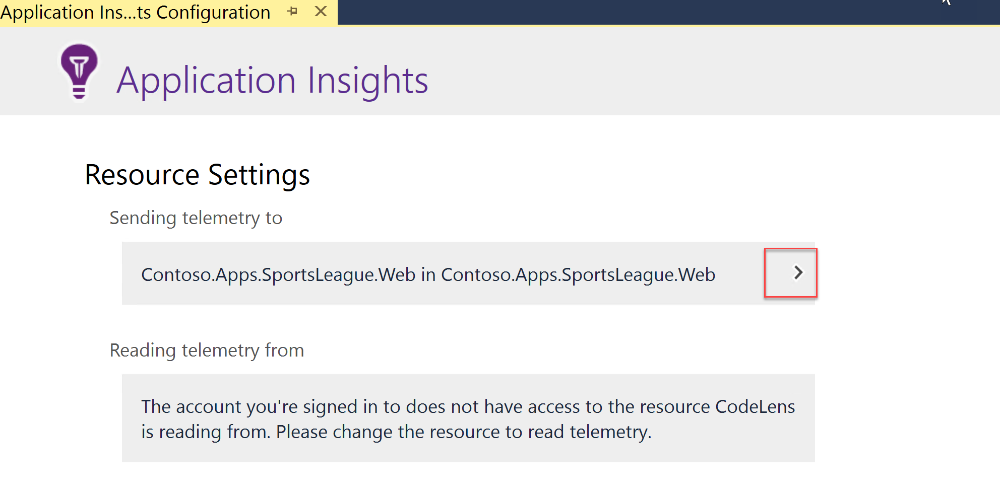 Application Ins...ts Configuration
Application Insights
Resource Settings
Sending telemetry to
Contoso.Apps.SportsLeague.Web in Contoso.Apps.SportsLeague.Web
Reading telemetry from
The account you're signed in to does not have access to the resource CodeLens
is reading from. Please change the resource to read telemetry.